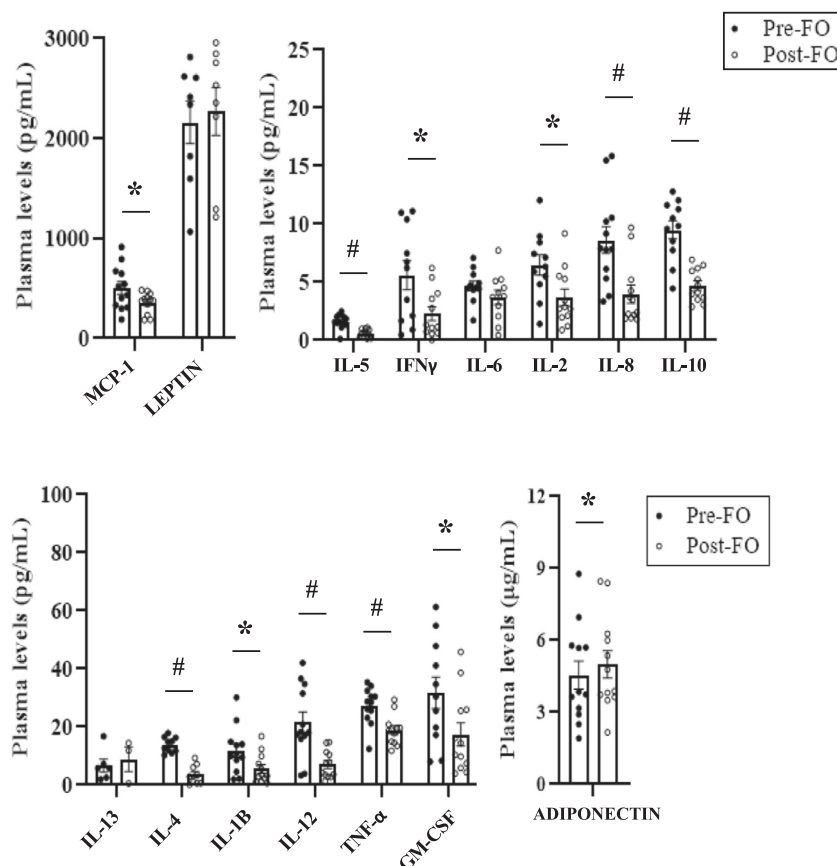 Pre-FO
Post-FO
Plasma levels (pg/mL)
3000
2000
1000
0
*
MCP-1
LEPTIN
Plasma levels (pg/mL)
25
20
15
10
5
0
#
*
*
#
#
IL-5
IFNγ
IL-6
IL-2
IL-8
IL-10
Plasma levels (pg/mL)
100
80
60
40
20
0
#
*
#
#
*
IL-13
IL-4
IL-1B
IL-12
TNF-α
GM-CSF
Plasma levels (μg/mL)
12
9
6
3
0
*
ADIPONECTIN
Pre-FO
Post-FO